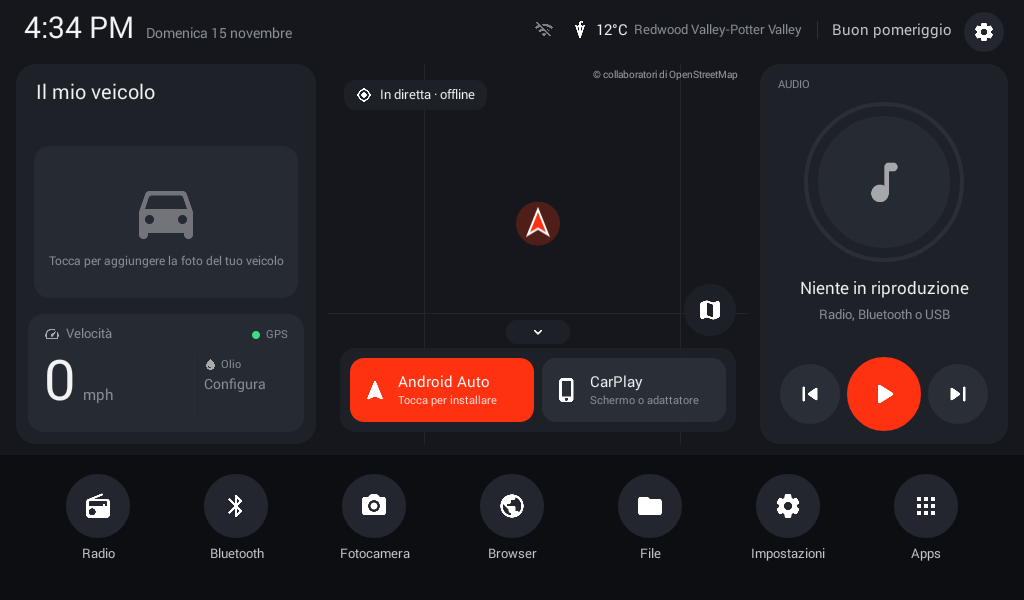 4:34 PM Domenica 15 novembre
12°C Redwood Valley-Potter Valley
Buon pomeriggio
Il mio veicolo
Tocca per aggiungere la foto del tuo veicolo
Velocità
GPS
0 mph
Olio
Configura
© collaboratori di OpenStreetMap
In diretta · offline
Android Auto
Tocca per installare
CarPlay
Schermo o adattatore
AUDIO
Niente in riproduzione
Radio, Bluetooth o USB
Radio
Bluetooth
Fotocamera
Browser
File
Impostazioni
Apps